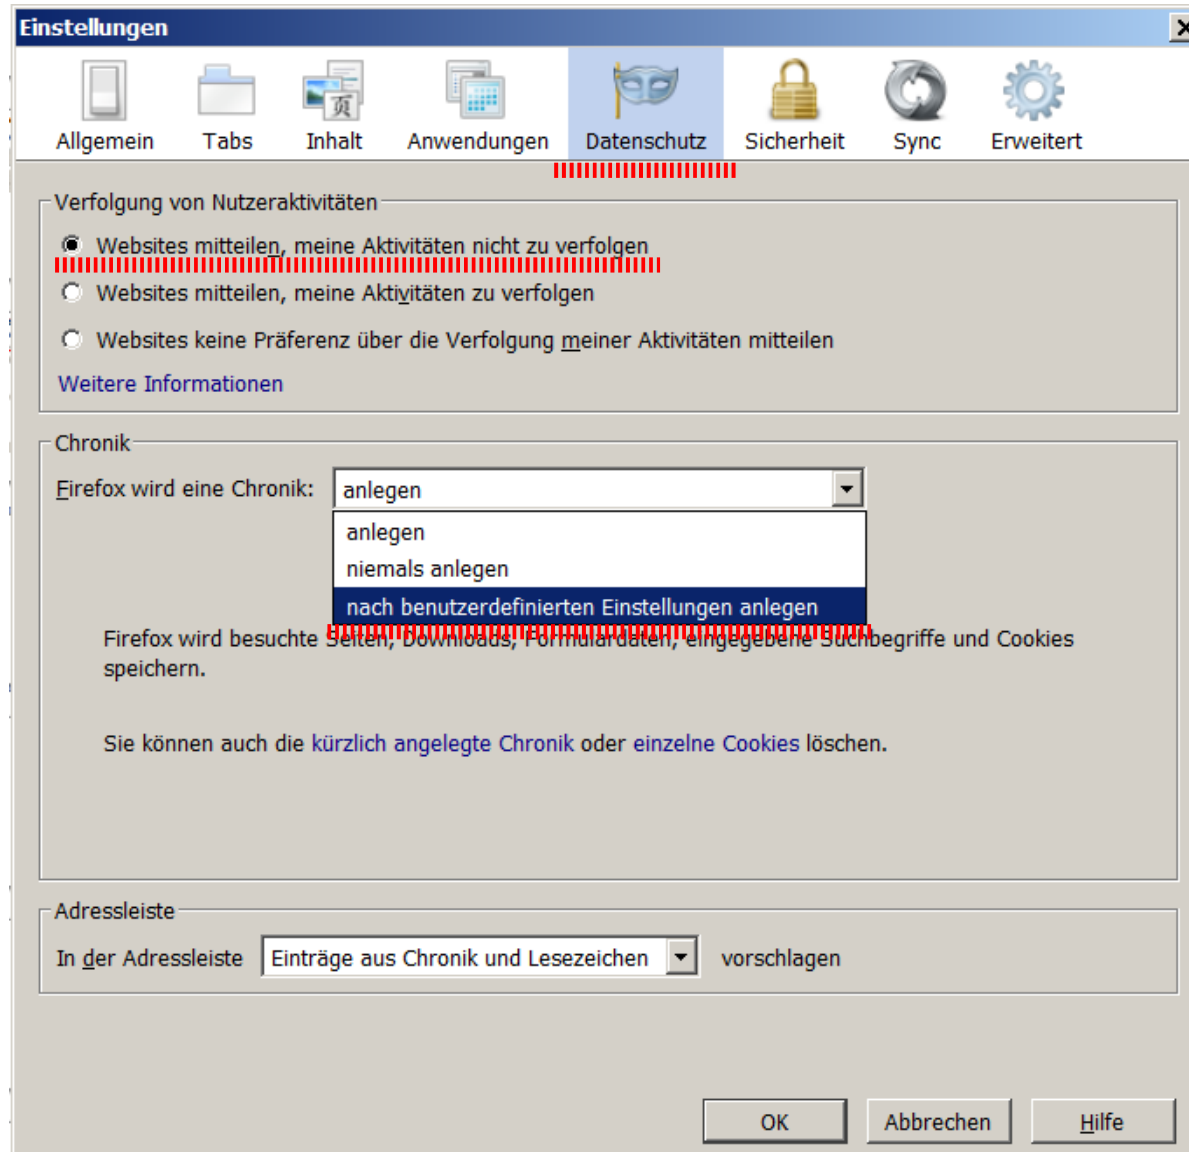 Einstellungen
Allgemein Tabs Inhalt Anwendungen Datenschutz Sicherheit Sync Erweitert
Verfolgung von Nutzeraktivitäten
Websites mitteilen, meine Aktivitäten nicht zu verfolgen
Websites mitteilen, meine Aktivitäten zu verfolgen
Websites keine Präferenz über die Verfolgung meiner Aktivitäten mitteilen
Weitere Informationen
Chronik
Firefox wird eine Chronik: anlegen
anlegen
niemals anlegen
nach benutzerdefinierten Einstellungen anlegen
Firefox wird besuchte Seiten, Downloads, Formulardaten, eingegebene Suchbegriffe und Cookies
speichern.
Sie können auch die kürzlich angelegte Chronik oder einzelne Cookies löschen.
Adressleiste
In der Adressleiste Einträge aus Chronik und Lesezeichen vorschlagen
OK Abbrechen Hilfe